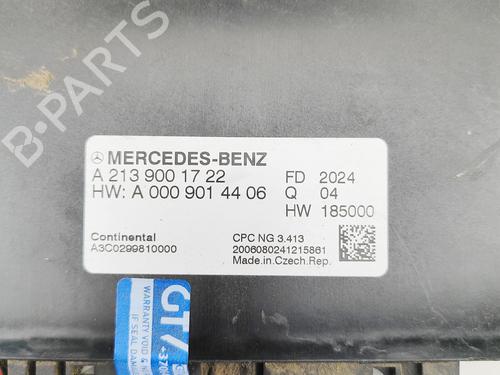 B-PARTS
MERCEDES-BENZ
A 213 900 17 22
FD 2024
HW: A 000 901 44 06
Q 04
HW 185000
Continental
CPC NG 3.413
A3C0299810000
2006080241215861
Made.in.Czech.Rep.
GT/
WARRANTY VOID
IF SEAL